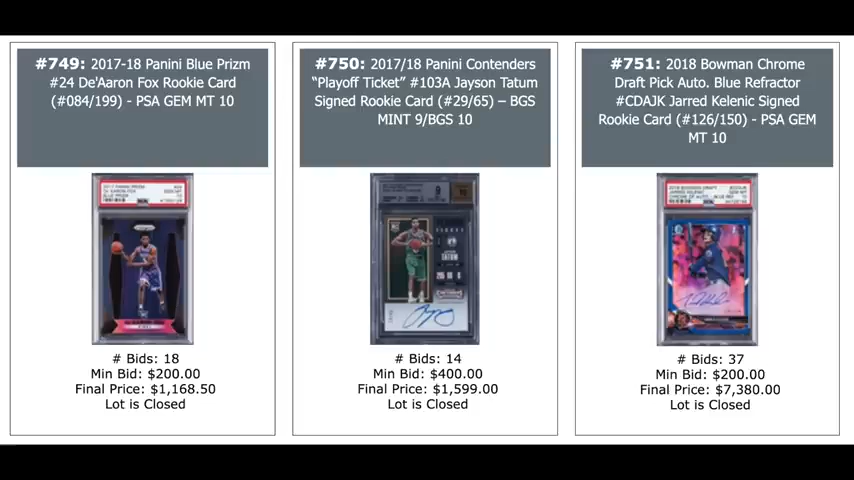 #749: 2017-18 Panini Blue Prizm
#24 De'Aaron Fox Rookie Card
(#084/199) - PSA GEM MT 10
# Bids: 18
Min Bid: $200.00
Final Price: $1,168.50
Lot is Closed
#750: 2017/18 Panini Contenders
“Playoff Ticket” #103A Jayson Tatum
Signed Rookie Card (#29/65) – BGS
MINT 9/BGS 10
TATUM
# Bids: 14
Min Bid: $400.00
Final Price: $1,599.00
Lot is Closed
#751: 2018 Bowman Chrome
Draft Pick Auto. Blue Refractor
#CDAJK Jarred Kelenic Signed
Rookie Card (#126/150) - PSA GEM
MT 10
# Bids: 37
Min Bid: $200.00
Final Price: $7,380.00
Lot is Closed